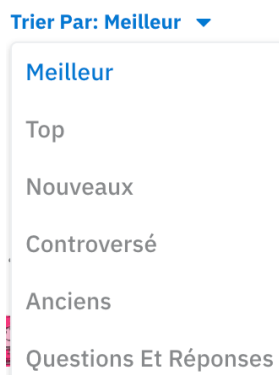 Trier Par: Meilleur
Meilleur
Top
Nouveaux
Controversé
Anciens
Questions Et Réponses